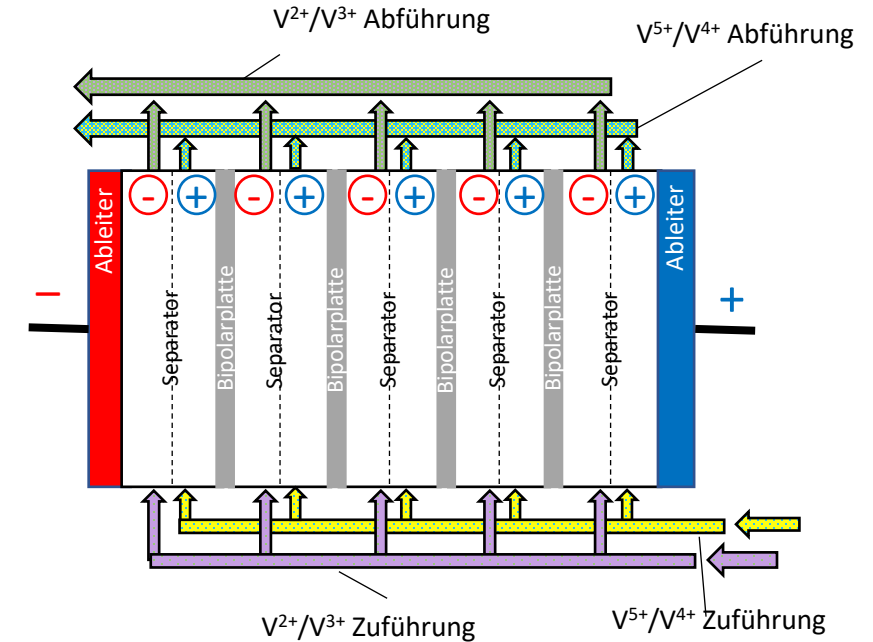 V²⁺/V³⁺ Abführung
V⁵⁺/V⁴⁺ Abführung
- + - + - + - + - +
Ableiter
Separator
Bipolarplatte
Separator
Bipolarplatte
Separator
Bipolarplatte
Separator
Bipolarplatte
Separator
Ableiter
−
+
V⁵⁺/V⁴⁺ Zuführung
V²⁺/V³⁺ Zuführung